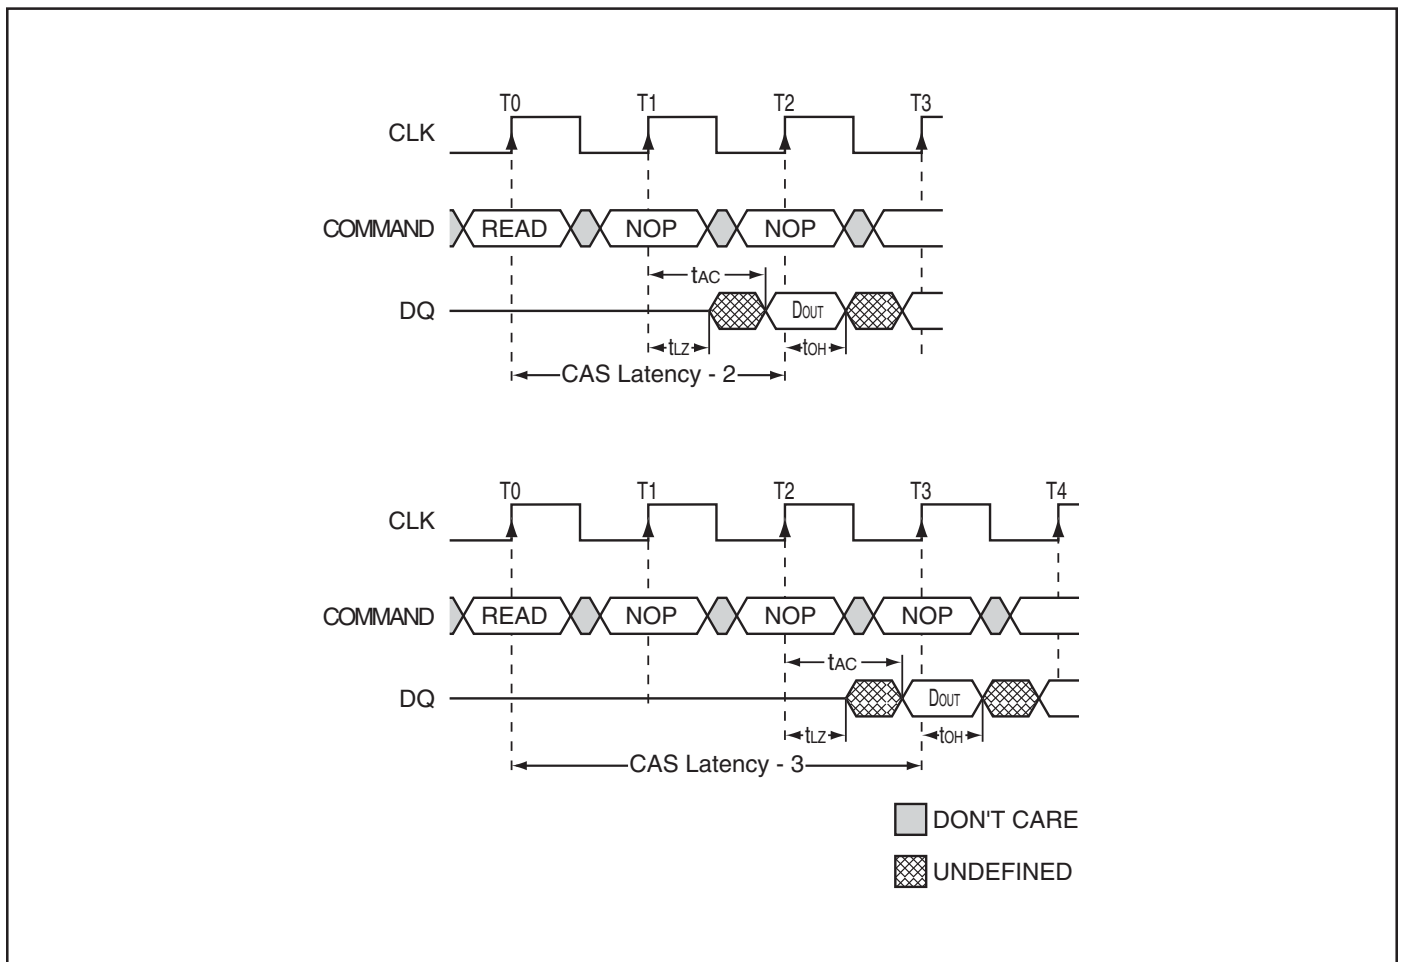 T0 T1 T2 T3
CLK
COMMAND READ NOP NOP
tAC
DQ DOUT
tLZ tOH
CAS Latency - 2
T0 T1 T2 T3 T4
CLK
COMMAND READ NOP NOP NOP
tAC
DQ DOUT
tLZ tOH
CAS Latency - 3
DON'T CARE
UNDEFINED